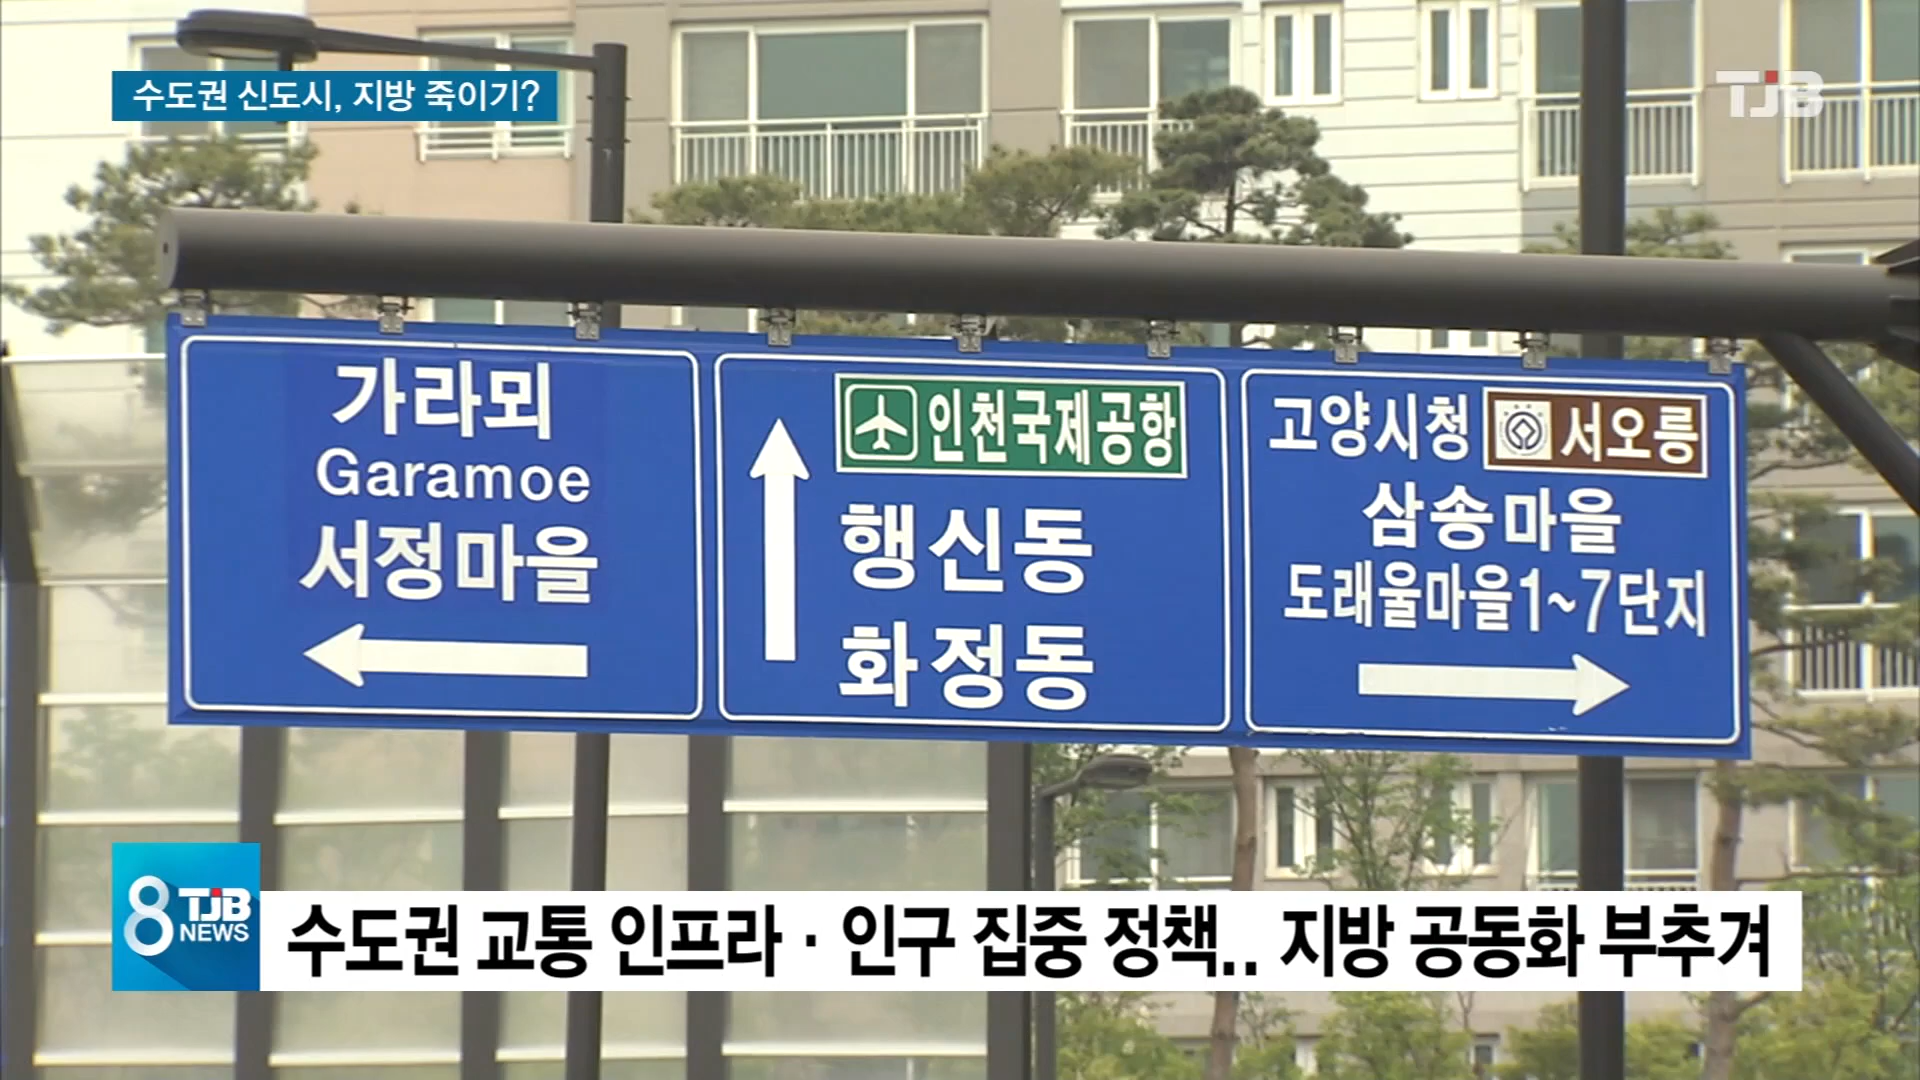 수도권 신도시, 지방 죽이기?
TJB
가라뫼
Garamoe
서정마을
인천국제공항
행신동
화정동
고양시청 서오릉
삼송마을
도래울마을1~7단지
8 TJB NEWS
수도권 교통 인프라·인구 집중 정책.. 지방 공동화 부추겨